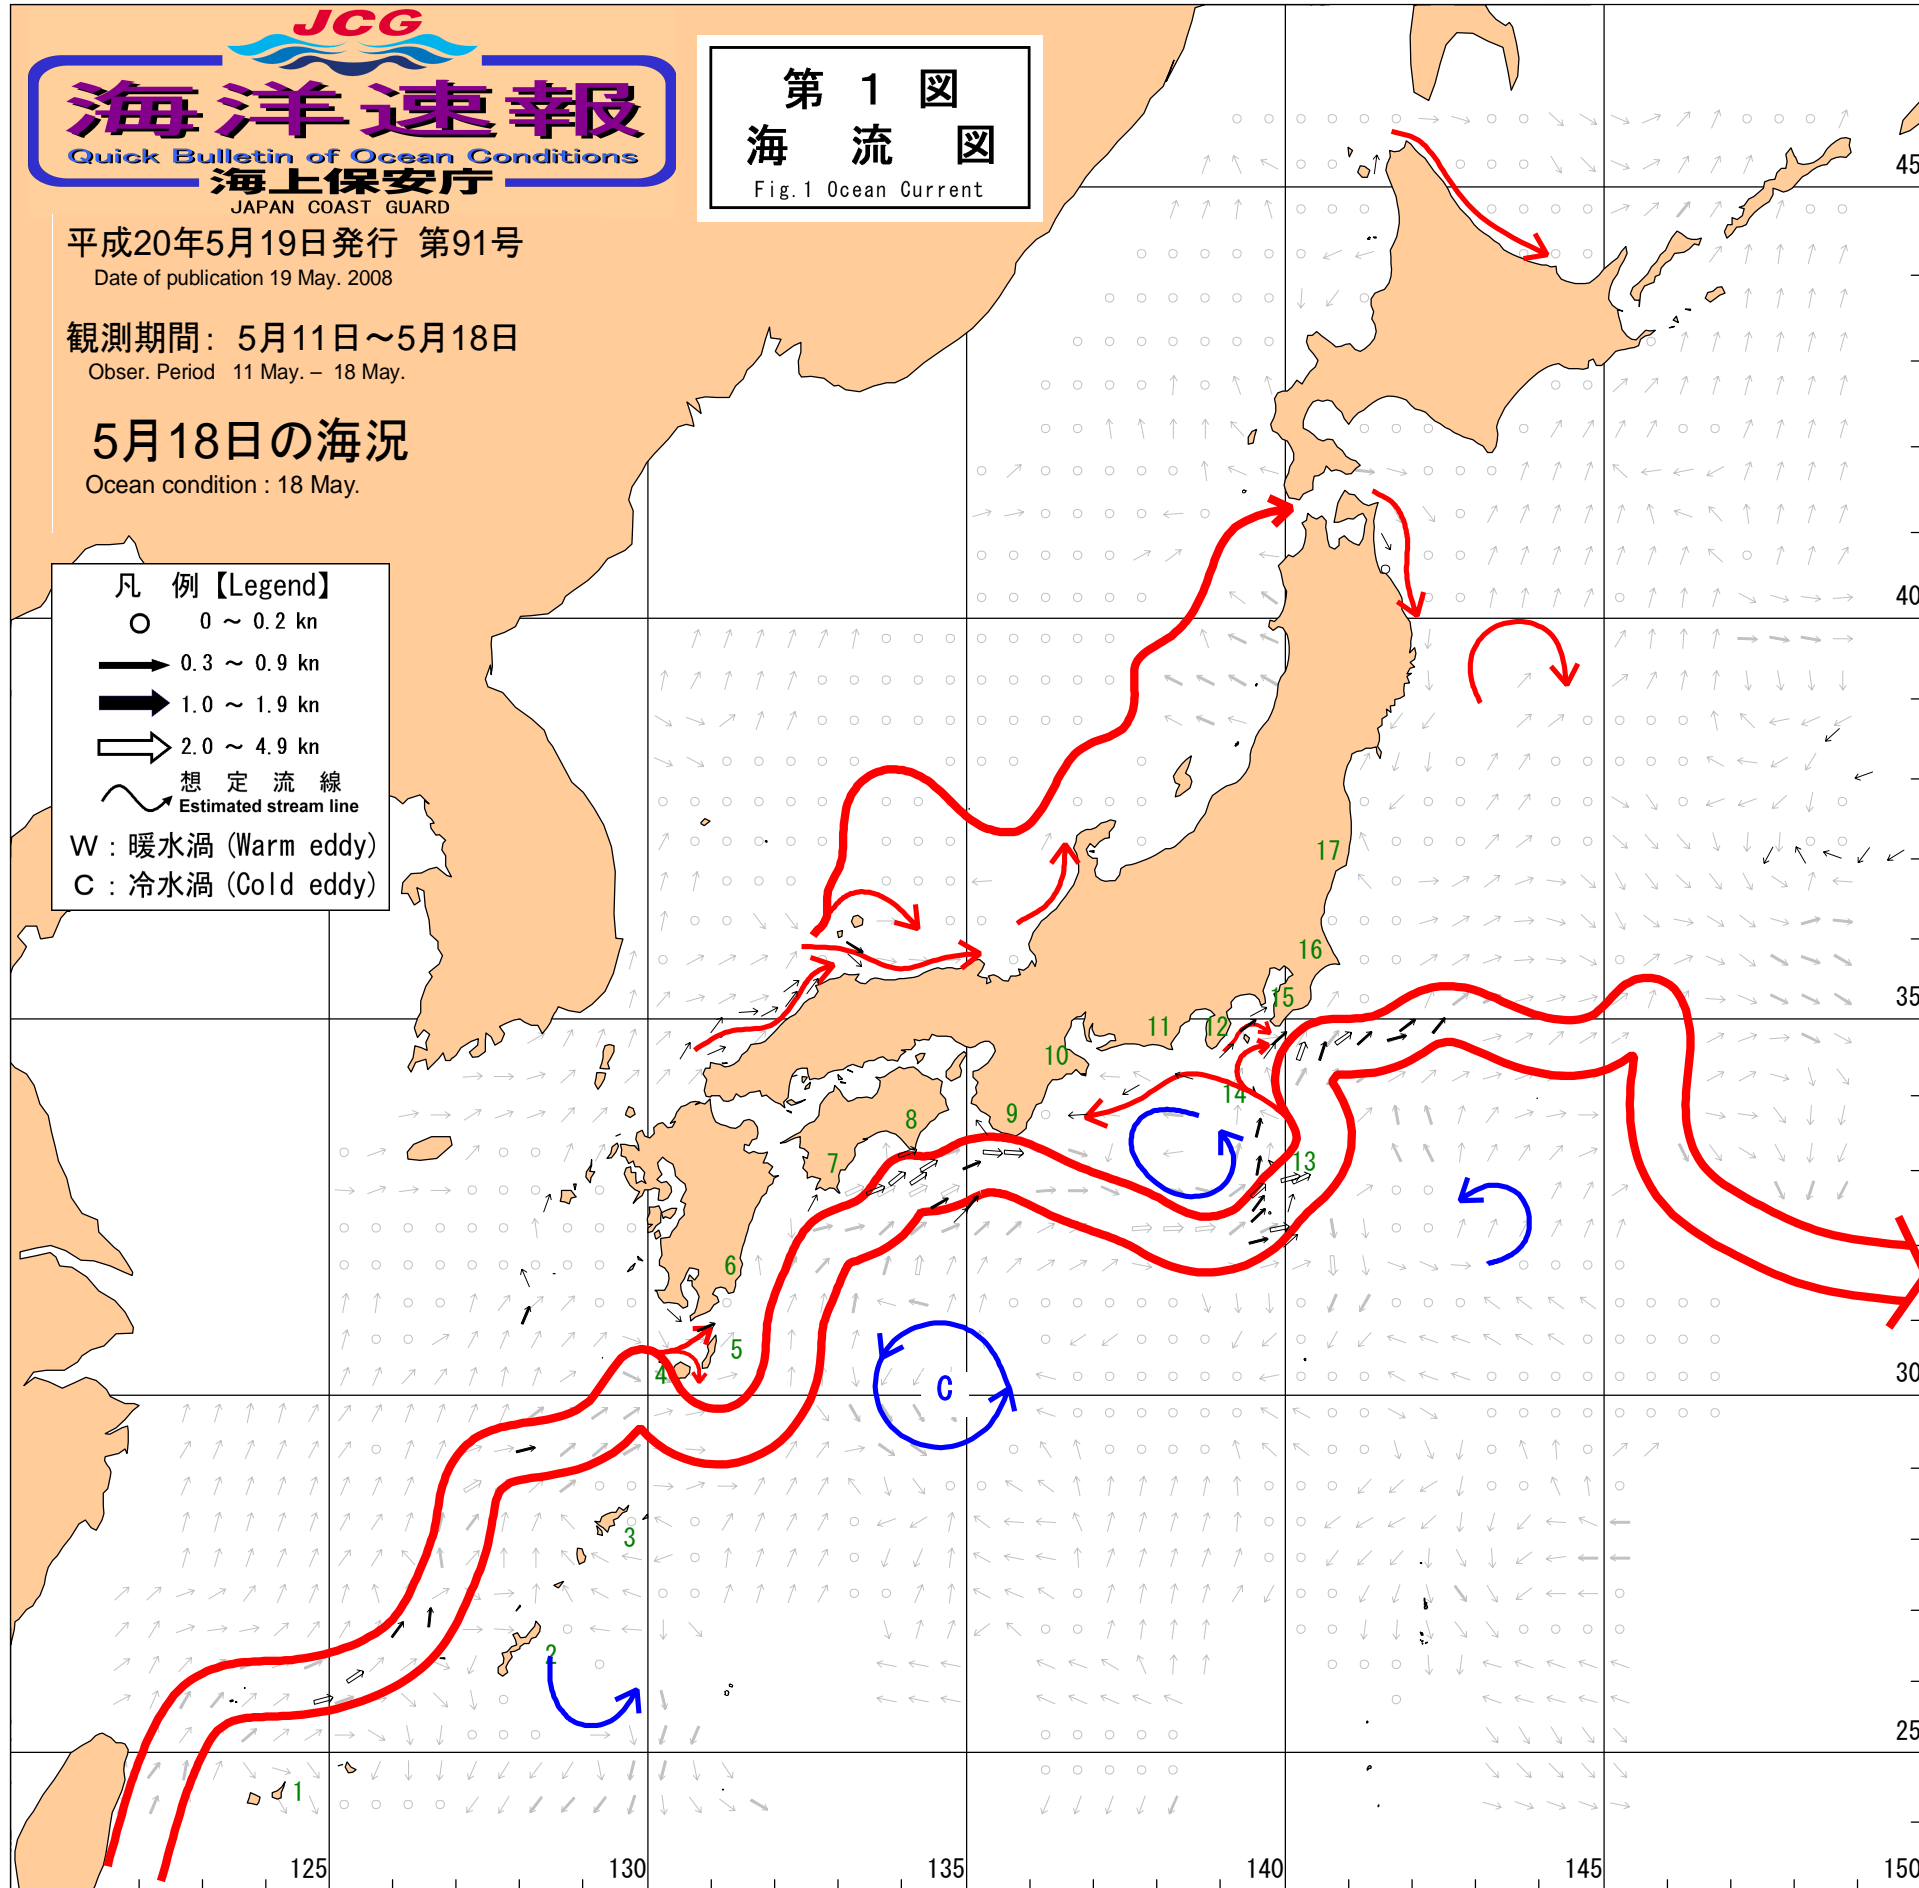 JCG
海洋速報
Quick Bulletin of Ocean Conditions
海上保安庁
JAPAN COAST GUARD
第 1 図
海 流 図
Fig.1 Ocean Current
平成20年5月19日発行 第91号
Date of publication 19 May. 2008
観測期間: 5月11日～5月18日
Obser. Period 11 May. – 18 May.
5月18日の海況
Ocean condition : 18 May.
凡 例【Legend】
0 ～ 0.2 kn
0.3 ～ 0.9 kn
1.0 ～ 1.9 kn
2.0 ～ 4.9 kn
想 定 流 線
Estimated stream line
W : 暖水渦 (Warm eddy)
C : 冷水渦 (Cold eddy)
45
40
35
30
25
17
16
15
12
11
10
14
9
8
7
13
6
5
4
C
3
2
1
125
130
135
140
145
150